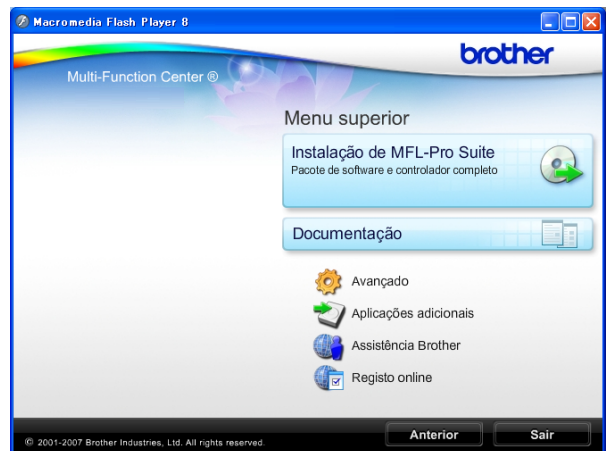 Macromedia Flash Player 8
brother
Multi-Function Center ®
Menu superior
Instalação de MFL-Pro Suite
Pacote de software e controlador completo
Documentação
Avançado
Aplicações adicionais
Assistência Brother
Registo online
© 2001-2007 Brother Industries, Ltd. All rights reserved.
Anterior
Sair